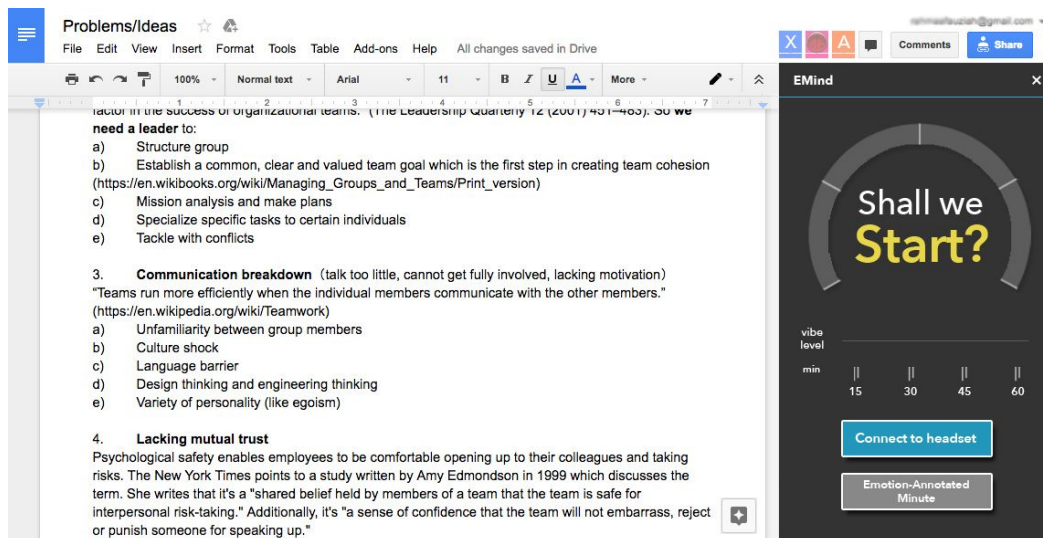 Problems/Ideas
File Edit View Insert Format Tools Table Add-ons Help All changes saved in Drive
X A Comments Share
100% Normal text Arial 11 B I U A More
1 2 3 4 5 6 7
factor in the success of organizational teams." (The Leadership Quarterly 12 (2001) 451–483). So we
need a leader to:
a) Structure group
b) Establish a common, clear and valued team goal which is the first step in creating team cohesion
(https://en.wikibooks.org/wiki/Managing_Groups_and_Teams/Print_version)
c) Mission analysis and make plans
d) Specialize specific tasks to certain individuals
e) Tackle with conflicts
3. Communication breakdown（talk too little, cannot get fully involved, lacking motivation）
“Teams run more efficiently when the individual members communicate with the other members.”
(https://en.wikipedia.org/wiki/Teamwork)
a) Unfamiliarity between group members
b) Culture shock
c) Language barrier
d) Design thinking and engineering thinking
e) Variety of personality (like egoism)
4. Lacking mutual trust
Psychological safety enables employees to be comfortable opening up to their colleagues and taking
risks. The New York Times points to a study written by Amy Edmondson in 1999 which discusses the
term. She writes that it's a "shared belief held by members of a team that the team is safe for
interpersonal risk-taking." Additionally, it's "a sense of confidence that the team will not embarrass, reject
or punish someone for speaking up."
EMind ×
Shall we
Start?
vibe
level
min
15 30 45 60
Connect to headset
Emotion-Annotated
Minute